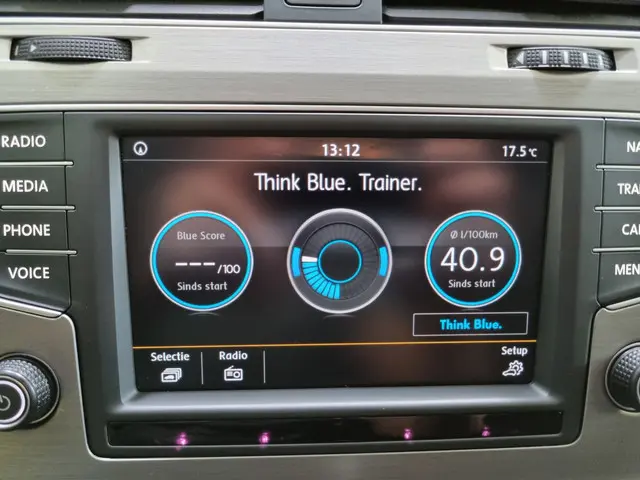 RADIO
MEDIA
PHONE
VOICE
13:12
17.5°C
Think Blue. Trainer.
Blue Score
---/100
Sinds start
Ø l/100km
40.9
Sinds start
Think Blue.
Selectie
Radio
Setup